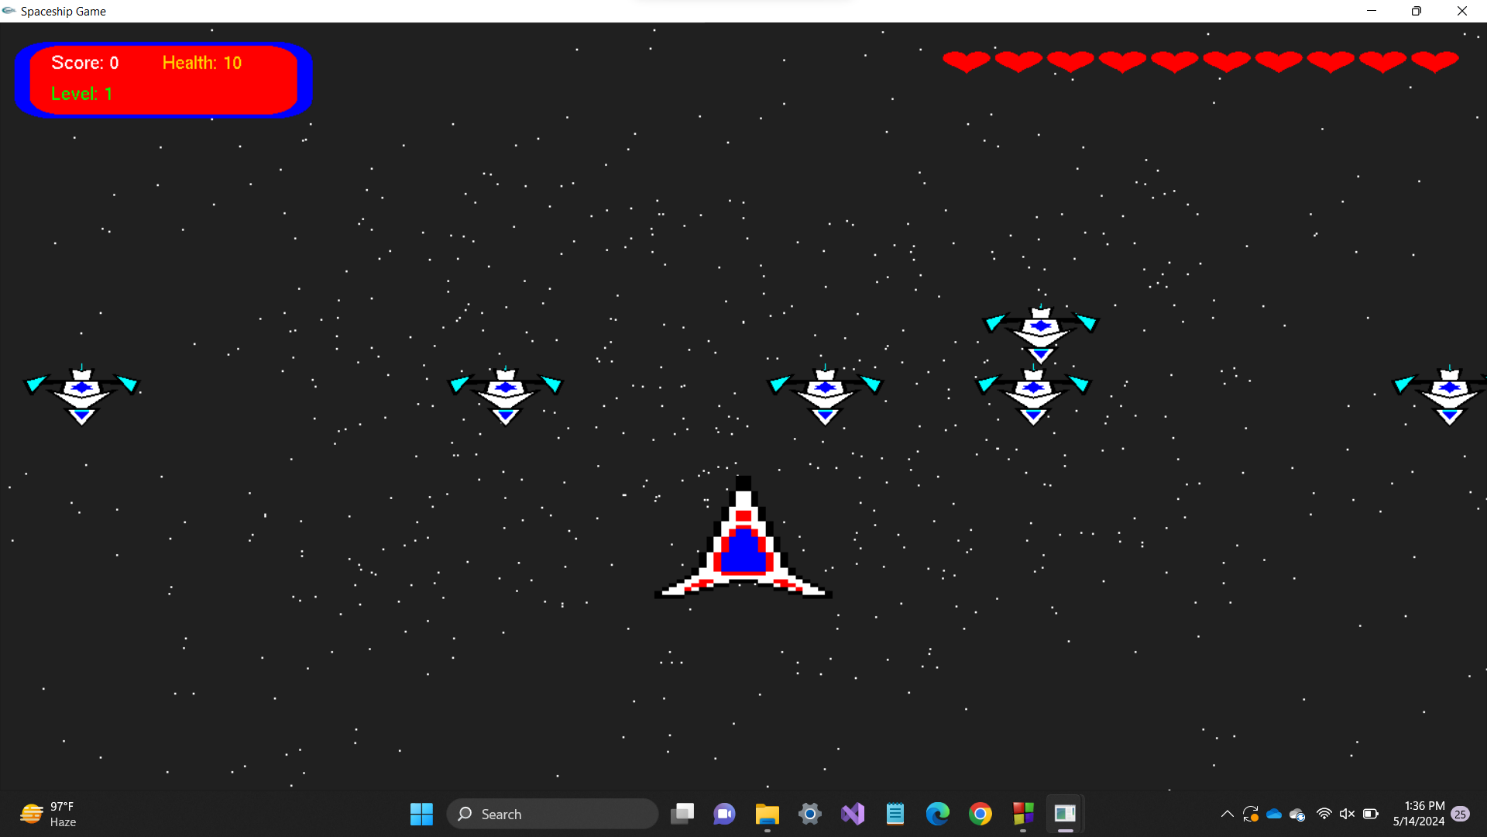 Spaceship Game
Score: 0 Health: 10
Level: 1
97°F
Haze
Search
1:36 PM
5/14/2024
25